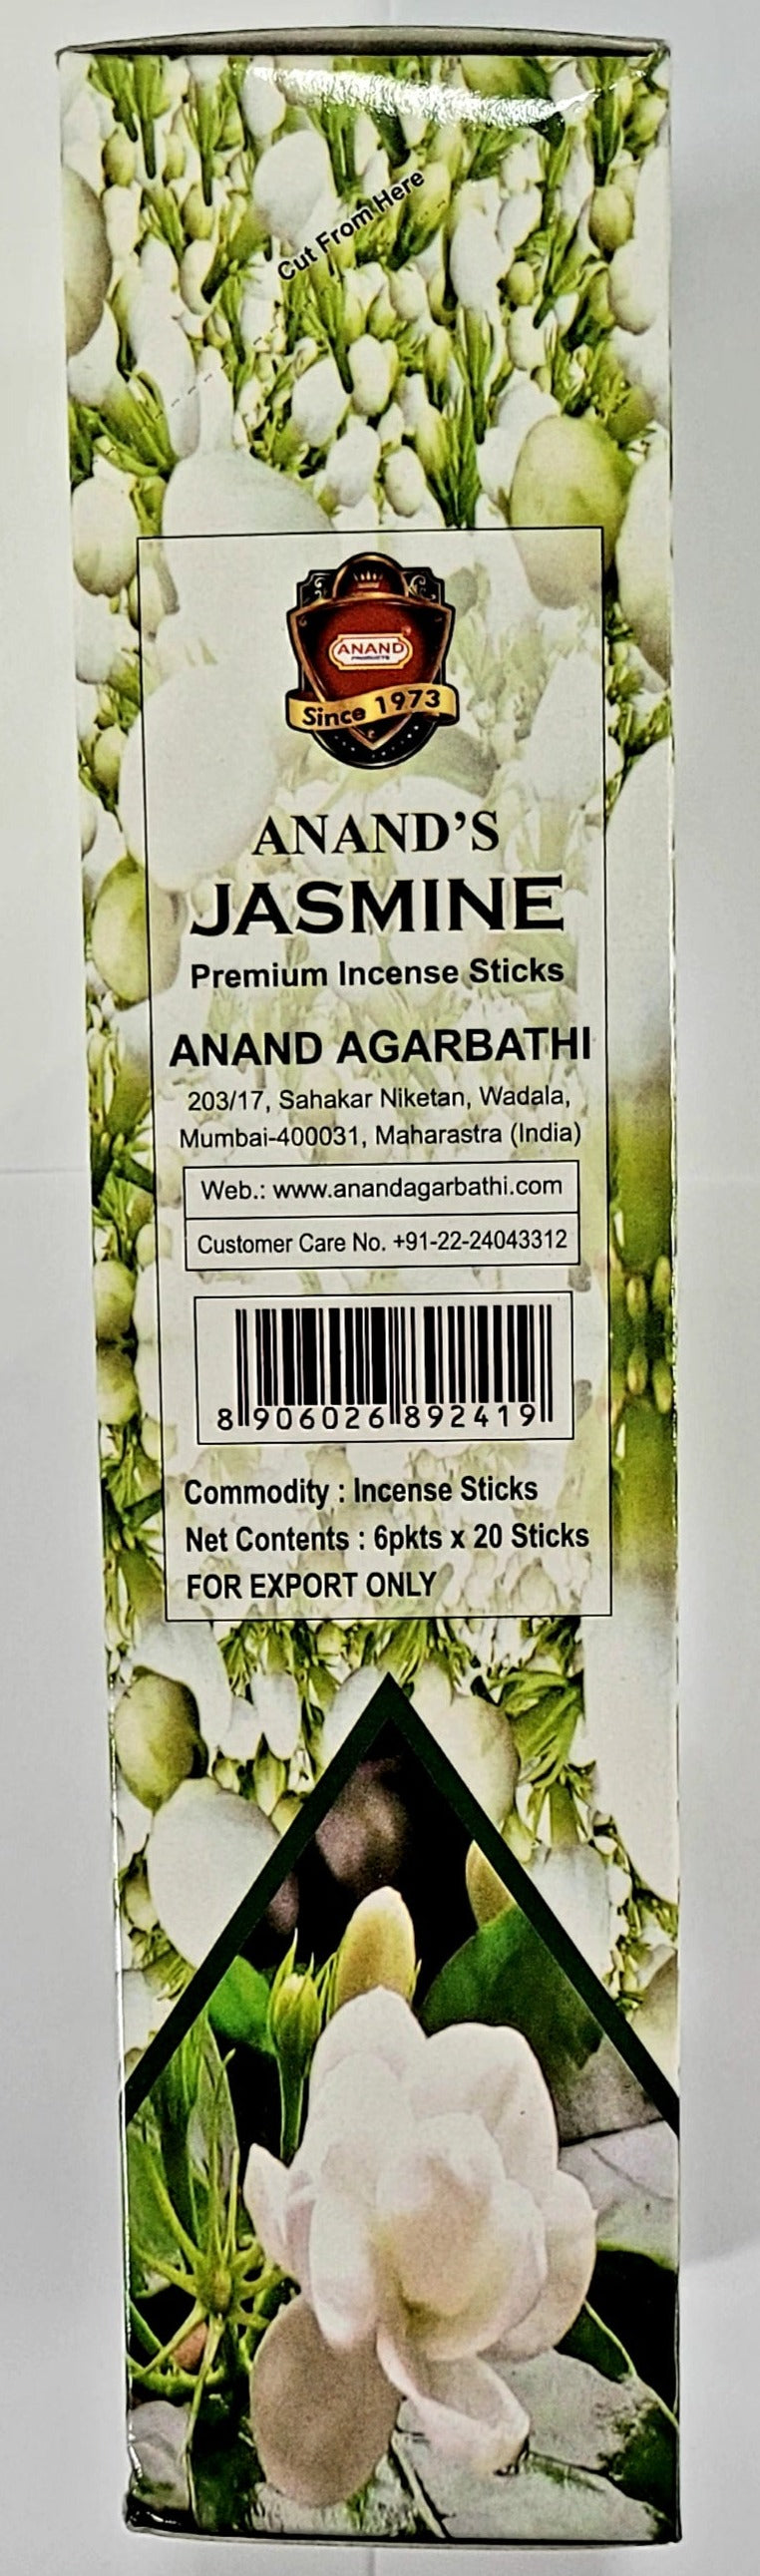 Cut From Here
ANAND
PRODUCTS
Since 1973
ANAND'S
JASMINE
Premium Incense Sticks
ANAND AGARBATHI
203/17, Sahakar Niketan, Wadala,
Mumbai-400031, Maharastra (India)
Web.: www.anandagarbathi.com
Customer Care No. +91-22-24043312
8 906026 892419
Commodity : Incense Sticks
Net Contents : 6pkts x 20 Sticks
FOR EXPORT ONLY